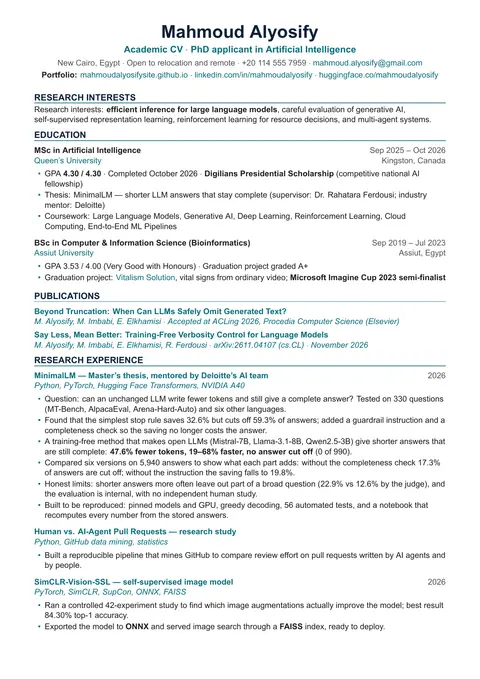 Mahmoud Alyosify
Academic CV · PhD applicant in Artificial Intelligence
New Cairo, Egypt · Open to relocation and remote · +20 114 555 7959 · mahmoud.alyosify@gmail.com
Portfolio: mahmoudalyosifysite.github.io · linkedin.com/in/mahmoudalyosify · huggingface.co/mahmoudalyosify
RESEARCH INTERESTS
Research interests: efficient inference for large language models, careful evaluation of generative AI,
self-supervised representation learning, reinforcement learning for resource decisions, and multi-agent systems.
EDUCATION
MSc in Artificial Intelligence Sep 2025 – Oct 2026
Queen's University Kingston, Canada
• GPA 4.30 / 4.30 · Completed October 2026 · Digilians Presidential Scholarship (competitive national AI
fellowship)
• Thesis: MinimalLM — shorter LLM answers that stay complete (supervisor: Dr. Rahatara Ferdousi; industry
mentor: Deloitte)
• Coursework: Large Language Models, Generative AI, Deep Learning, Reinforcement Learning, Cloud
Computing, End-to-End ML Pipelines
BSc in Computer & Information Science (Bioinformatics) Sep 2019 – Jul 2023
Assiut University Assiut, Egypt
• GPA 3.53 / 4.00 (Very Good with Honours) · Graduation project graded A+
• Graduation project: Vitalism Solution, vital signs from ordinary video; Microsoft Imagine Cup 2023 semi-finalist
PUBLICATIONS
Beyond Truncation: When Can LLMs Safely Omit Generated Text?
M. Alyosify, M. Imbabi, E. Elkhamisi · Accepted at ACLing 2026, Procedia Computer Science (Elsevier)
Say Less, Mean Better: Training-Free Verbosity Control for Language Models
M. Alyosify, M. Imbabi, E. Elkhamisi, R. Ferdousi · arXiv:2611.04107 (cs.CL) · November 2026
RESEARCH EXPERIENCE
MinimalLM — Master's thesis, mentored by Deloitte's AI team 2026
Python, PyTorch, Hugging Face Transformers, NVIDIA A40
• Question: can an unchanged LLM write fewer tokens and still give a complete answer? Tested on 330 questions
(MT-Bench, AlpacaEval, Arena-Hard-Auto) and six other languages.
• Found that the simplest stop rule saves 32.6% but cuts off 59.3% of answers; added a guardrail instruction and a
completeness check so the saving no longer costs the answer.
• A training-free method that makes open LLMs (Mistral-7B, Llama-3.1-8B, Qwen2.5-3B) give shorter answers that
are still complete: 47.6% fewer tokens, 19–68% faster, no answer cut off (0 of 990).
• Compared six versions on 5,940 answers to show what each part adds: without the completeness check 17.3%
of answers are cut off; without the instruction the saving falls to 19.8%.
• Honest limits: shorter answers more often leave out part of a broad question (22.9% vs 12.6% by the judge), and
the evaluation is internal, with no independent human study.
• Built to be reproduced: pinned models and GPU, greedy decoding, 56 automated tests, and a notebook that
recomputes every number from the stored answers.
Human vs. AI-Agent Pull Requests — research study
Python, GitHub data mining, statistics
• Built a reproducible pipeline that mines GitHub to compare review effort on pull requests written by AI agents and
by people.
SimCLR-Vision-SSL — self-supervised image model 2026
PyTorch, SimCLR, SupCon, ONNX, FAISS
• Ran a controlled 42-experiment study to find which image augmentations actually improve the model; best result
84.30% top-1 accuracy.
• Exported the model to ONNX and served image search through a FAISS index, ready to deploy.